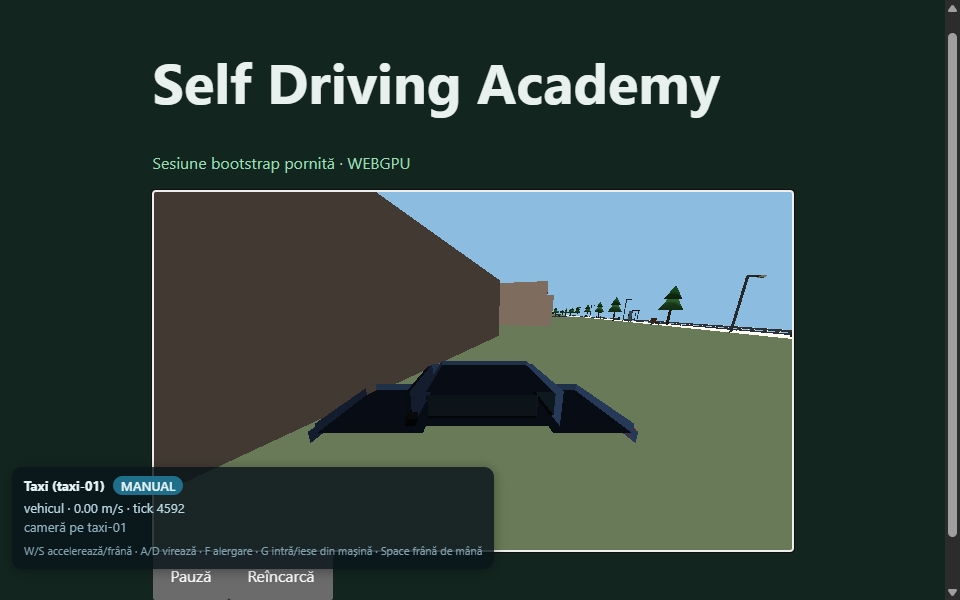 Self Driving Academy
Sesiune bootstrap pornită · WEBGPU
Taxi (taxi-01) MANUAL
vehicul · 0.00 m/s · tick 4592
cameră pe taxi-01
W/S accelerează/frână · A/D virează · F alergare · G intră/iese din mașină · Space frână de mână
Pauză Reîncarcă